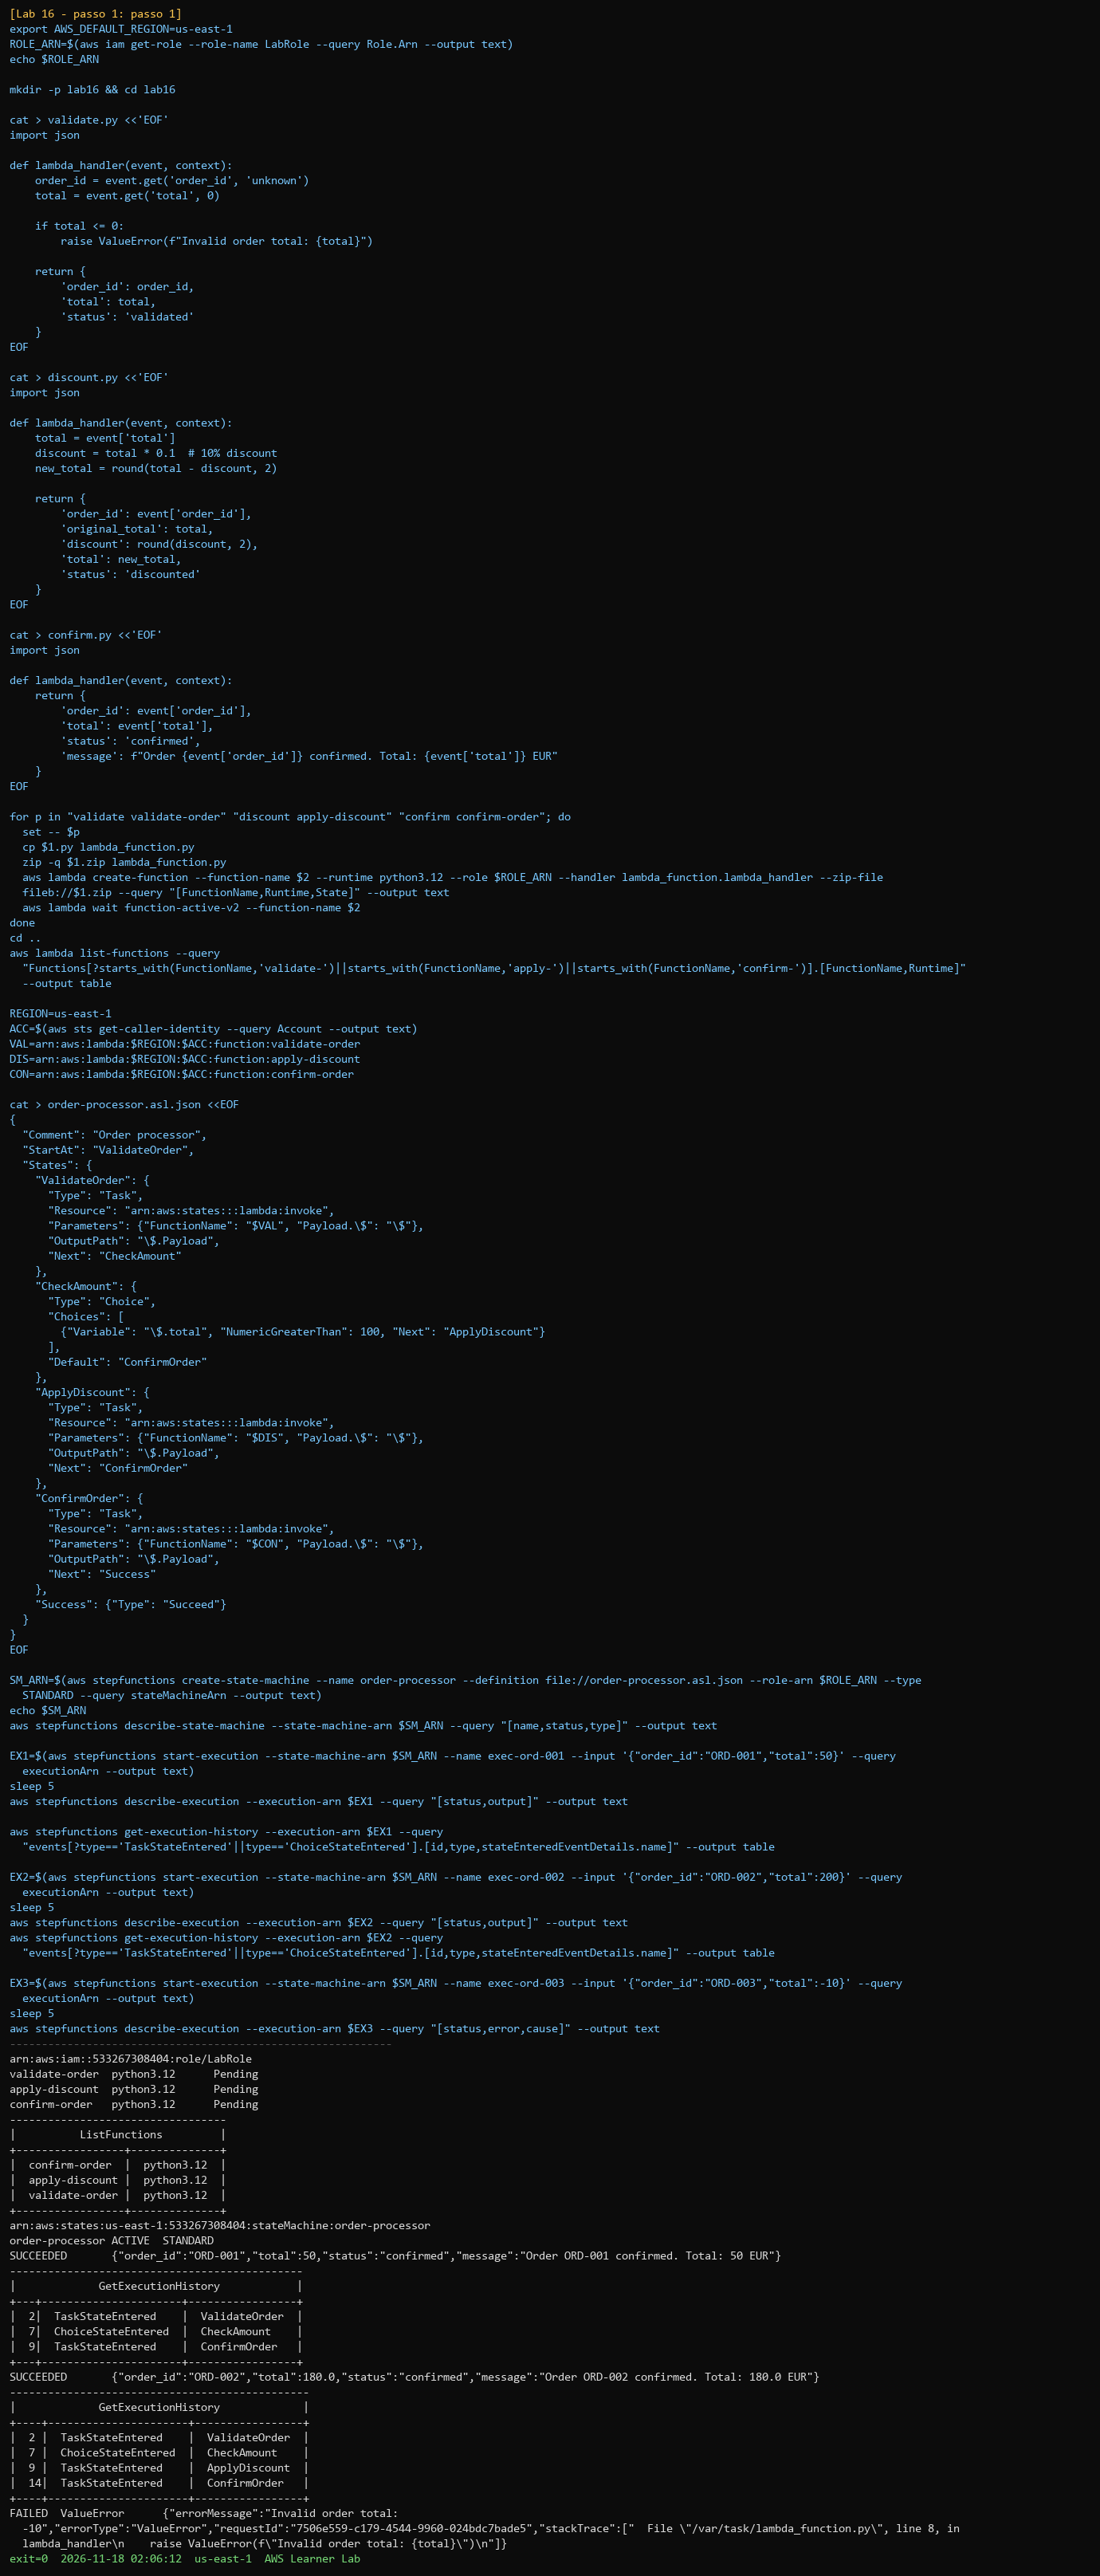 [Lab 16 - passo 1: passo 1]
export AWS_DEFAULT_REGION=us-east-1
ROLE_ARN=$(aws iam get-role --role-name LabRole --query Role.Arn --output text)
echo $ROLE_ARN

mkdir -p lab16 && cd lab16

cat > validate.py <<'EOF'
import json

def lambda_handler(event, context):
    order_id = event.get('order_id', 'unknown')
    total = event.get('total', 0)

    if total <= 0:
        raise ValueError(f"Invalid order total: {total}")

    return {
        'order_id': order_id,
        'total': total,
        'status': 'validated'
    }
EOF

cat > discount.py <<'EOF'
import json

def lambda_handler(event, context):
    total = event['total']
    discount = total * 0.1  # 10% discount
    new_total = round(total - discount, 2)

    return {
        'order_id': event['order_id'],
        'original_total': total,
        'discount': round(discount, 2),
        'total': new_total,
        'status': 'discounted'
    }
EOF

cat > confirm.py <<'EOF'
import json

def lambda_handler(event, context):
    return {
        'order_id': event['order_id'],
        'total': event['total'],
        'status': 'confirmed',
        'message': f"Order {event['order_id']} confirmed. Total: {event['total']} EUR"
    }
EOF

for p in "validate validate-order" "discount apply-discount" "confirm confirm-order"; do
  set -- $p
  cp $1.py lambda_function.py
  zip -q $1.zip lambda_function.py
  aws lambda create-function --function-name $2 --runtime python3.12 --role $ROLE_ARN --handler lambda_function.lambda_handler --zip-file
  fileb://$1.zip --query "[FunctionName,Runtime,State]" --output text
  aws lambda wait function-active-v2 --function-name $2
done
cd ..
aws lambda list-functions --query
  "Functions[?starts_with(FunctionName,'validate-')||starts_with(FunctionName,'apply-')||starts_with(FunctionName,'confirm-')].[FunctionName,Runtime]"
  --output table

REGION=us-east-1
ACC=$(aws sts get-caller-identity --query Account --output text)
VAL=arn:aws:lambda:$REGION:$ACC:function:validate-order
DIS=arn:aws:lambda:$REGION:$ACC:function:apply-discount
CON=arn:aws:lambda:$REGION:$ACC:function:confirm-order

cat > order-processor.asl.json <<EOF
{
  "Comment": "Order processor",
  "StartAt": "ValidateOrder",
  "States": {
    "ValidateOrder": {
      "Type": "Task",
      "Resource": "arn:aws:states:::lambda:invoke",
      "Parameters": {"FunctionName": "$VAL", "Payload.\$": "\$"},
      "OutputPath": "\$.Payload",
      "Next": "CheckAmount"
    },
    "CheckAmount": {
      "Type": "Choice",
      "Choices": [
        {"Variable": "\$.total", "NumericGreaterThan": 100, "Next": "ApplyDiscount"}
      ],
      "Default": "ConfirmOrder"
    },
    "ApplyDiscount": {
      "Type": "Task",
      "Resource": "arn:aws:states:::lambda:invoke",
      "Parameters": {"FunctionName": "$DIS", "Payload.\$": "\$"},
      "OutputPath": "\$.Payload",
      "Next": "ConfirmOrder"
    },
    "ConfirmOrder": {
      "Type": "Task",
      "Resource": "arn:aws:states:::lambda:invoke",
      "Parameters": {"FunctionName": "$CON", "Payload.\$": "\$"},
      "OutputPath": "\$.Payload",
      "Next": "Success"
    },
    "Success": {"Type": "Succeed"}
  }
}
EOF

SM_ARN=$(aws stepfunctions create-state-machine --name order-processor --definition file://order-processor.asl.json --role-arn $ROLE_ARN --type
  STANDARD --query stateMachineArn --output text)
echo $SM_ARN
aws stepfunctions describe-state-machine --state-machine-arn $SM_ARN --query "[name,status,type]" --output text

EX1=$(aws stepfunctions start-execution --state-machine-arn $SM_ARN --name exec-ord-001 --input '{"order_id":"ORD-001","total":50}' --query
  executionArn --output text)
sleep 5
aws stepfunctions describe-execution --execution-arn $EX1 --query "[status,output]" --output text

aws stepfunctions get-execution-history --execution-arn $EX1 --query
  "events[?type=='TaskStateEntered'||type=='ChoiceStateEntered'].[id,type,stateEnteredEventDetails.name]" --output table

EX2=$(aws stepfunctions start-execution --state-machine-arn $SM_ARN --name exec-ord-002 --input '{"order_id":"ORD-002","total":200}' --query
  executionArn --output text)
sleep 5
aws stepfunctions describe-execution --execution-arn $EX2 --query "[status,output]" --output text
aws stepfunctions get-execution-history --execution-arn $EX2 --query
  "events[?type=='TaskStateEntered'||type=='ChoiceStateEntered'].[id,type,stateEnteredEventDetails.name]" --output table

EX3=$(aws stepfunctions start-execution --state-machine-arn $SM_ARN --name exec-ord-003 --input '{"order_id":"ORD-003","total":-10}' --query
  executionArn --output text)
sleep 5
aws stepfunctions describe-execution --execution-arn $EX3 --query "[status,error,cause]" --output text
------------------------------------------------------------
arn:aws:iam::533267308404:role/LabRole
validate-order  python3.12      Pending
apply-discount  python3.12      Pending
confirm-order   python3.12      Pending
----------------------------------
|          ListFunctions         |
+-----------------+--------------+
|  confirm-order  |  python3.12  |
|  apply-discount |  python3.12  |
|  validate-order |  python3.12  |
+-----------------+--------------+
arn:aws:states:us-east-1:533267308404:stateMachine:order-processor
order-processor ACTIVE  STANDARD
SUCCEEDED       {"order_id":"ORD-001","total":50,"status":"confirmed","message":"Order ORD-001 confirmed. Total: 50 EUR"}
----------------------------------------------
|             GetExecutionHistory            |
+---+----------------------+-----------------+
|  2|  TaskStateEntered    |  ValidateOrder  |
|  7|  ChoiceStateEntered  |  CheckAmount    |
|  9|  TaskStateEntered    |  ConfirmOrder   |
+---+----------------------+-----------------+
SUCCEEDED       {"order_id":"ORD-002","total":180.0,"status":"confirmed","message":"Order ORD-002 confirmed. Total: 180.0 EUR"}
-----------------------------------------------
|             GetExecutionHistory             |
+----+----------------------+-----------------+
|  2 |  TaskStateEntered    |  ValidateOrder  |
|  7 |  ChoiceStateEntered  |  CheckAmount    |
|  9 |  TaskStateEntered    |  ApplyDiscount  |
|  14|  TaskStateEntered    |  ConfirmOrder   |
+----+----------------------+-----------------+
FAILED  ValueError      {"errorMessage":"Invalid order total:
  -10","errorType":"ValueError","requestId":"7506e559-c179-4544-9960-024bdc7bade5","stackTrace":["  File \"/var/task/lambda_function.py\", line 8, in
  lambda_handler\n    raise ValueError(f\"Invalid order total: {total}\")\n"]}
exit=0  2026-11-18 02:06:12  us-east-1  AWS Learner Lab